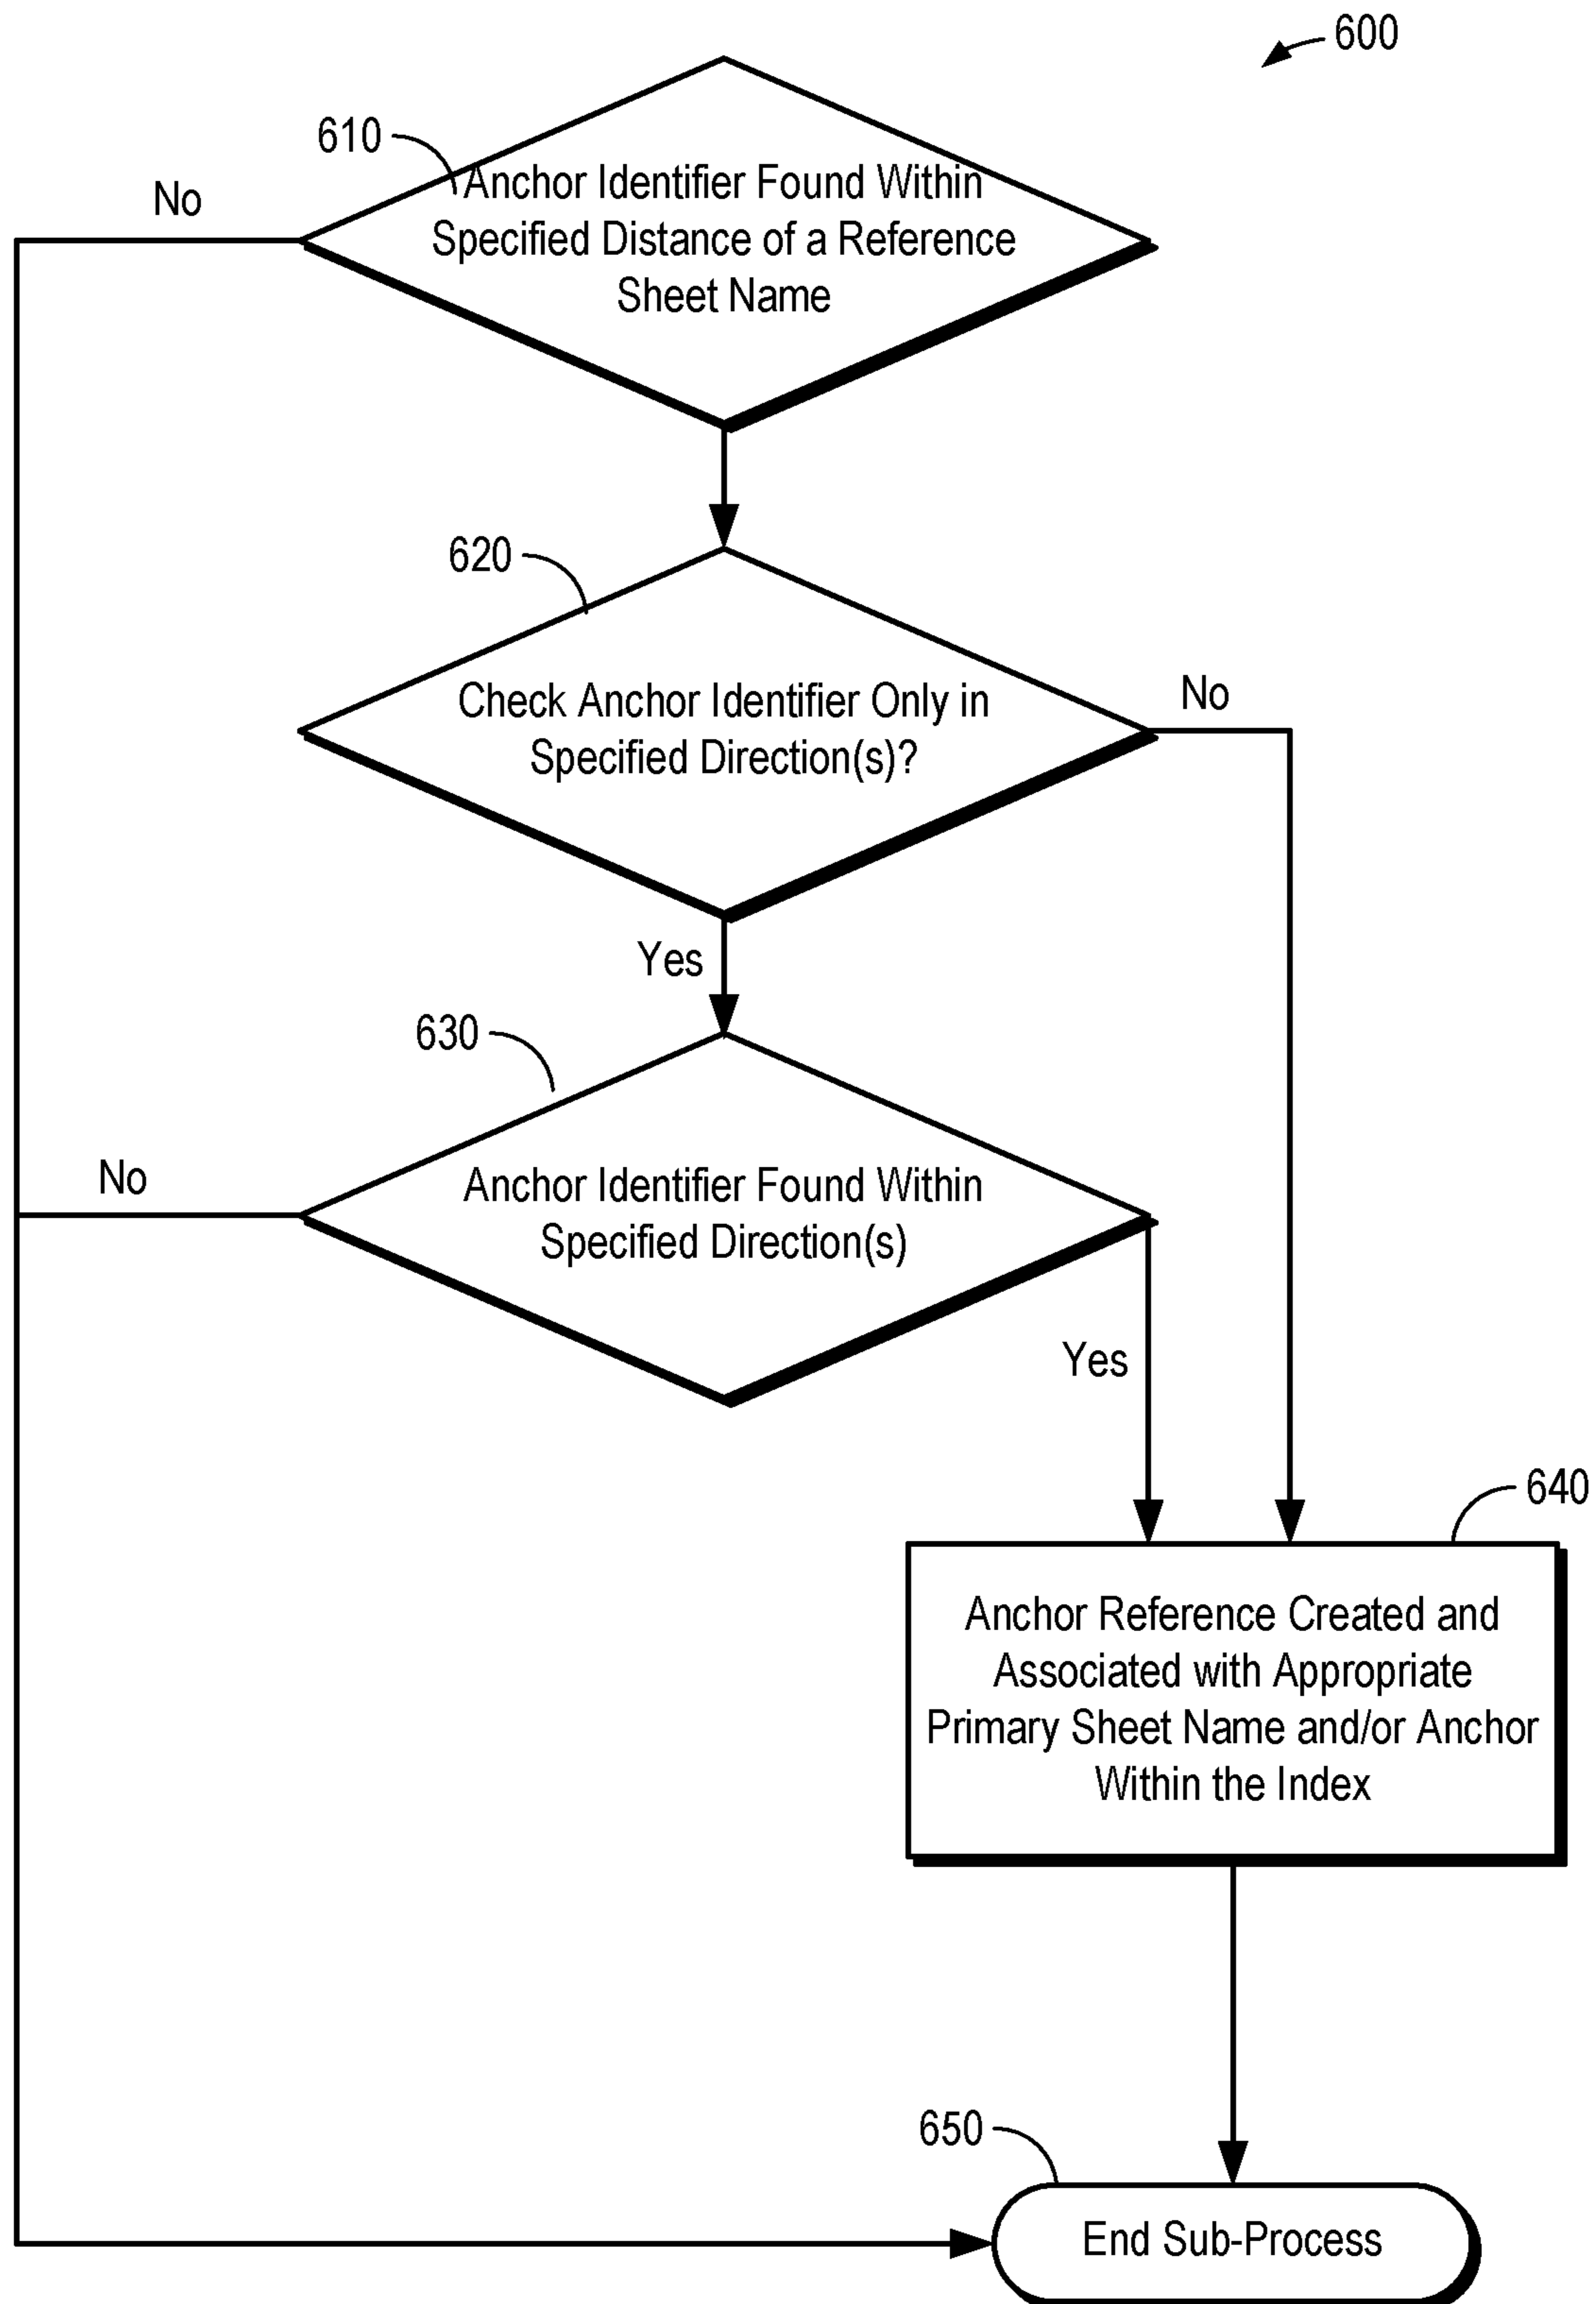 600
610
No
Anchor Identifier Found Within
Specified Distance of a Reference
Sheet Name
620
Check Anchor Identifier Only in
Specified Direction(s)?
No
Yes
630
No
Anchor Identifier Found Within
Specified Direction(s)
Yes
640
Anchor Reference Created and
Associated with Appropriate
Primary Sheet Name and/or Anchor
Within the Index
650
End Sub-Process